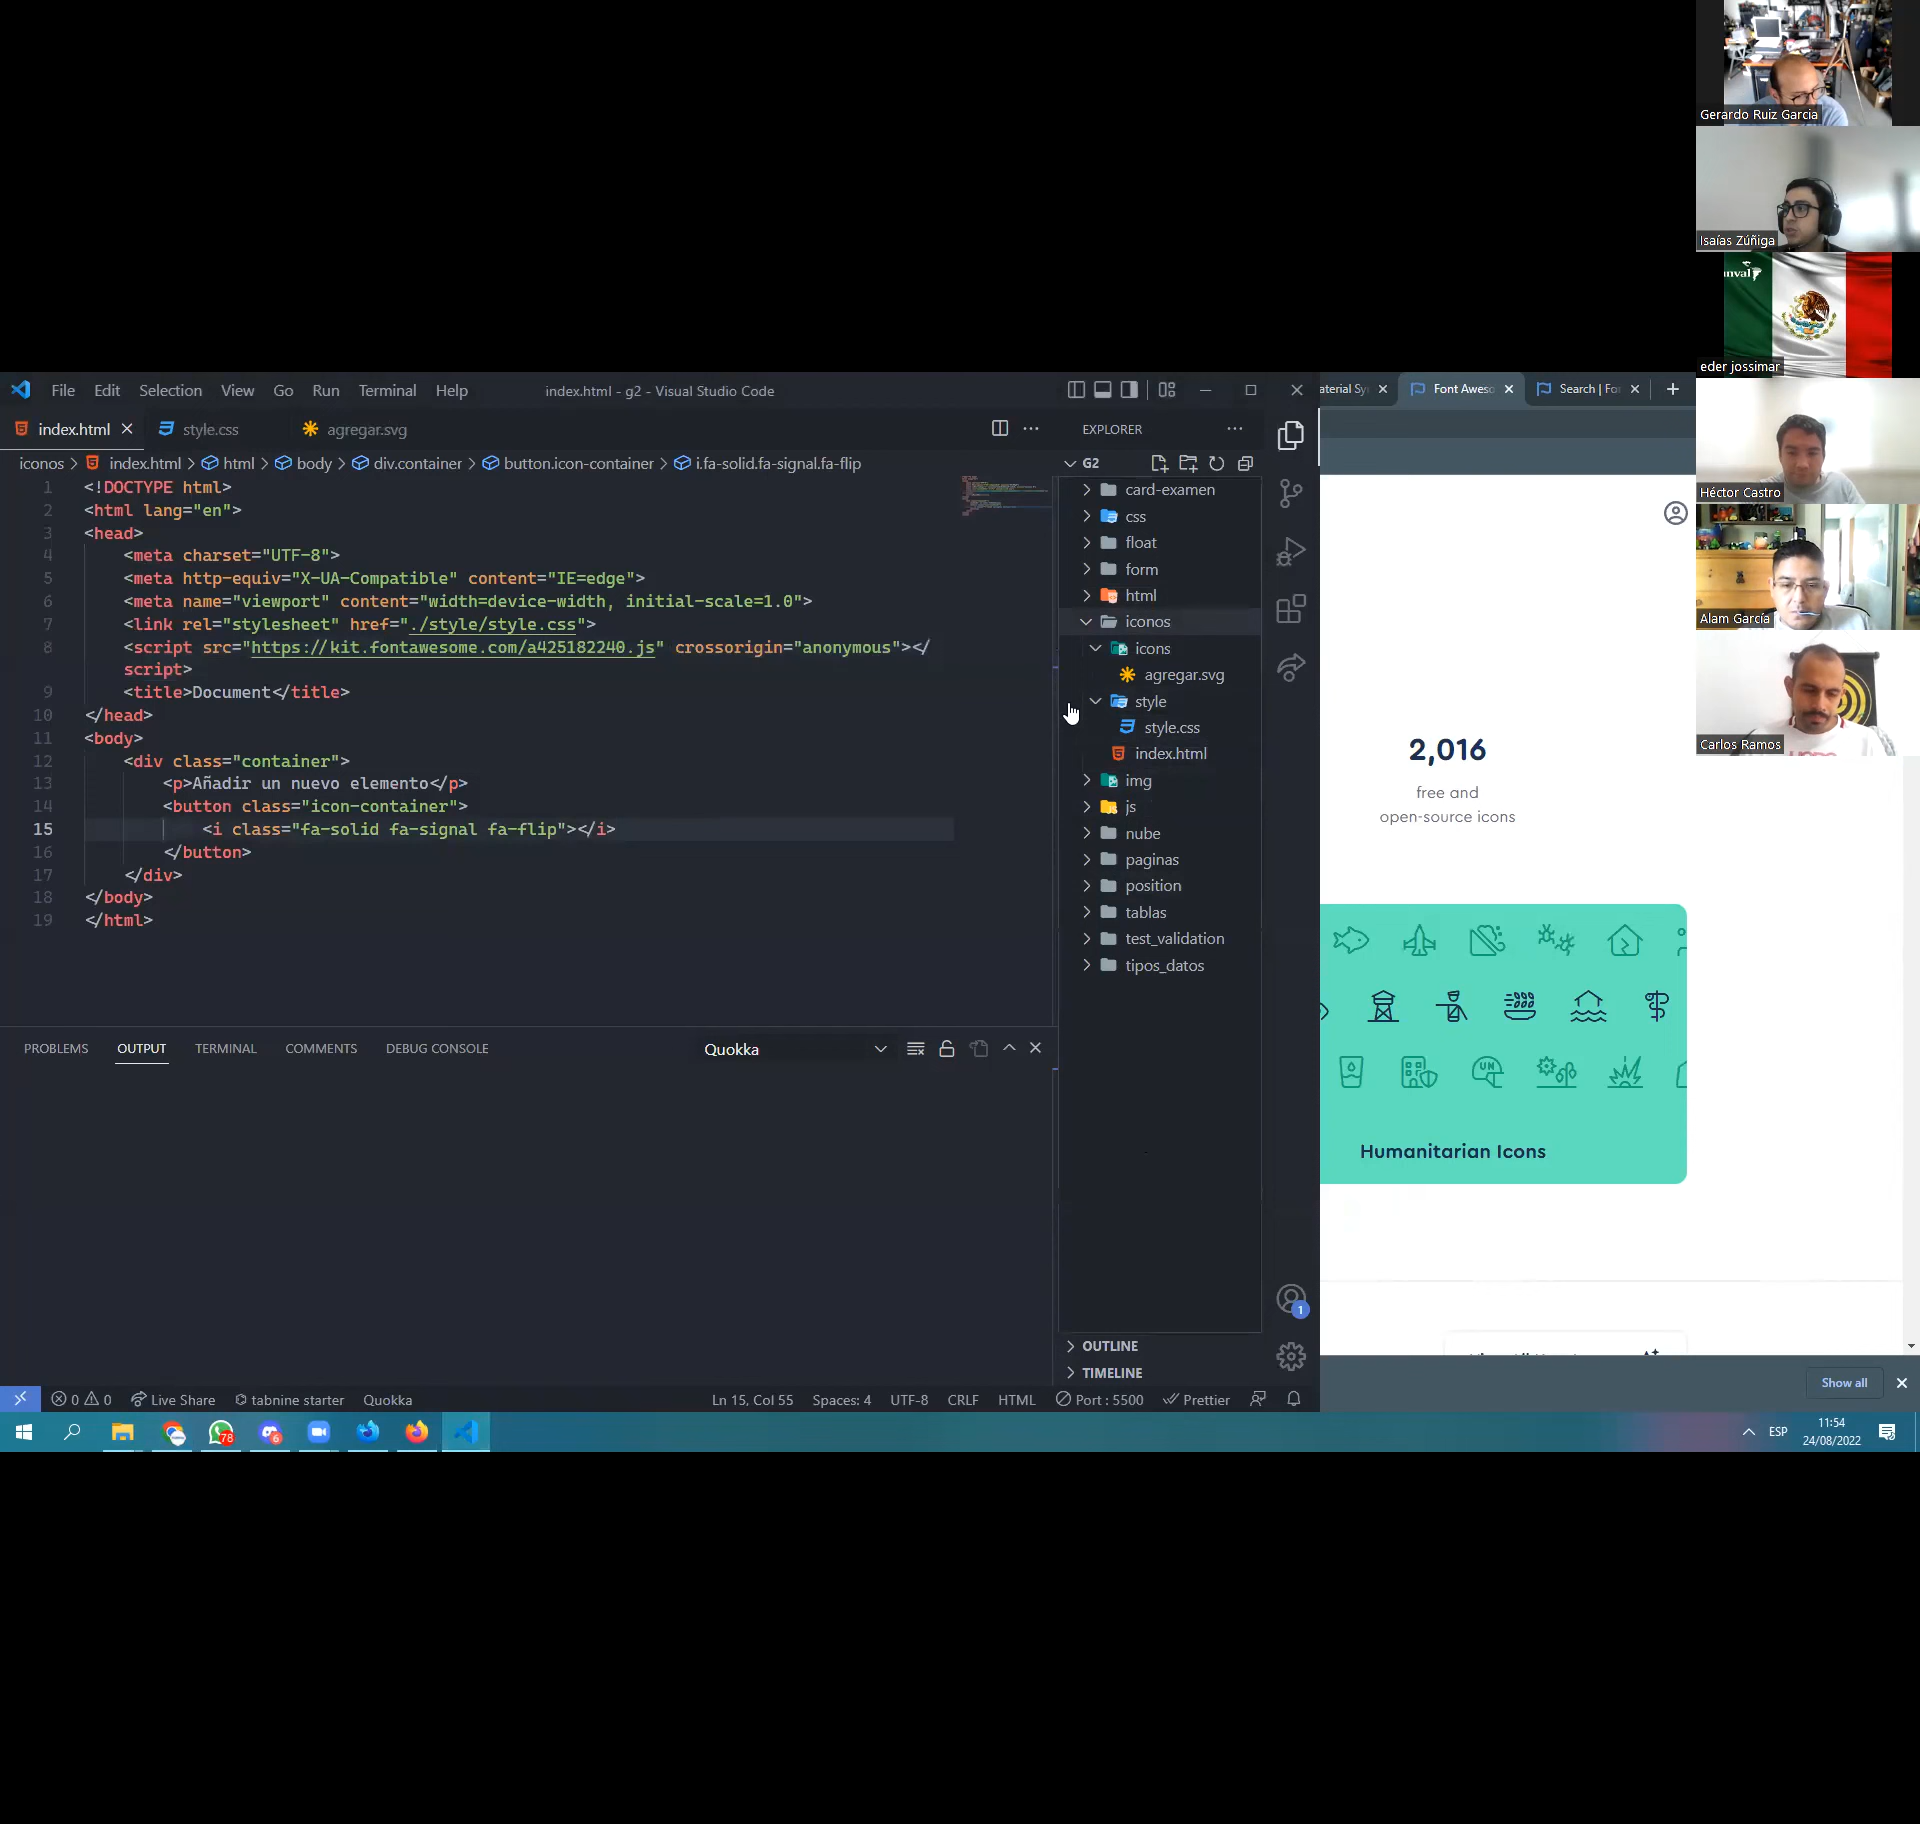 Gerardo Ruiz Garcia
Isaías Zúñiga
eder jossimar
Héctor Castro
Alam García
Carlos Ramos
File Edit Selection View Go Run Terminal Help
index.html - g2 - Visual Studio Code
index.html style.css agregar.svg
EXPLORER
iconos > index.html > html > body > div.container > button.icon-container > i.fa-solid.fa-signal.fa-flip
1 <!DOCTYPE html>
2 <html lang="en">
3 <head>
4 <meta charset="UTF-8">
5 <meta http-equiv="X-UA-Compatible" content="IE=edge">
6 <meta name="viewport" content="width=device-width, initial-scale=1.0">
7 <link rel="stylesheet" href="./style/style.css">
8 <script src="https://kit.fontawesome.com/a425182240.js" crossorigin="anonymous"></
script>
9 <title>Document</title>
10 </head>
11 <body>
12 <div class="container">
13 <p>Añadir un nuevo elemento</p>
14 <button class="icon-container">
15 <i class="fa-solid fa-signal fa-flip"></i>
16 </button>
17 </div>
18 </body>
19 </html>
G2
card-examen
css
float
form
html
iconos
icons
agregar.svg
style
style.css
index.html
img
js
nube
paginas
position
tablas
test_validation
tipos_datos
OUTLINE
TIMELINE
PROBLEMS OUTPUT TERMINAL COMMENTS DEBUG CONSOLE
Quokka
0 0 Live Share tabnine starter Quokka
Ln 15, Col 55 Spaces: 4 UTF-8 CRLF HTML Port : 5500 Prettier
1
Font Awes
Search | Fo
2,016
free and
open-source icons
UN
Humanitarian Icons
Show all
78
6
ESP
11:54
24/08/2022